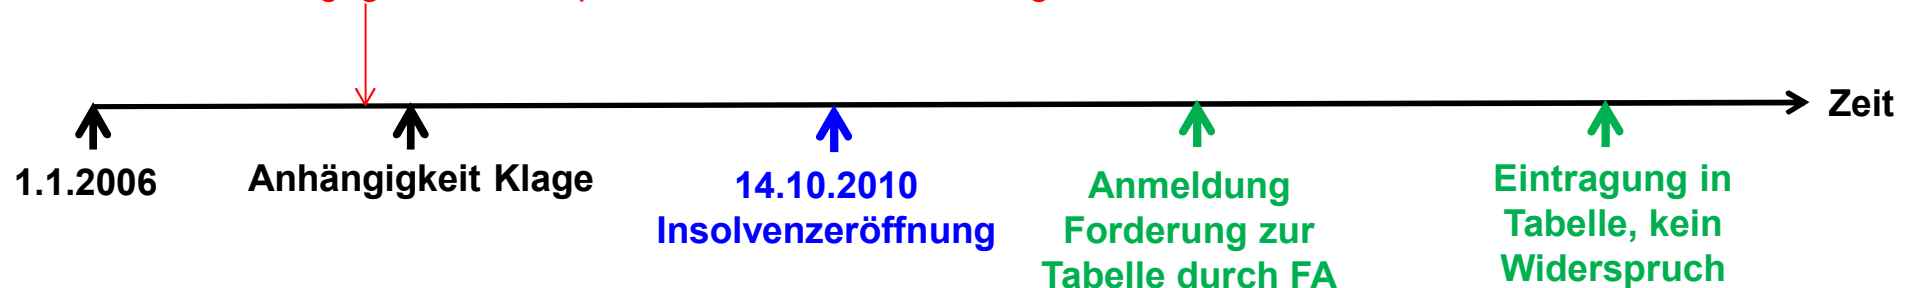 Zeit
1.1.2006
Anhängigkeit Klage
14.10.2010
Insolvenzeröffnung
Anmeldung
Forderung zur
Tabelle durch FA
Eintragung in
Tabelle, kein
Widerspruch